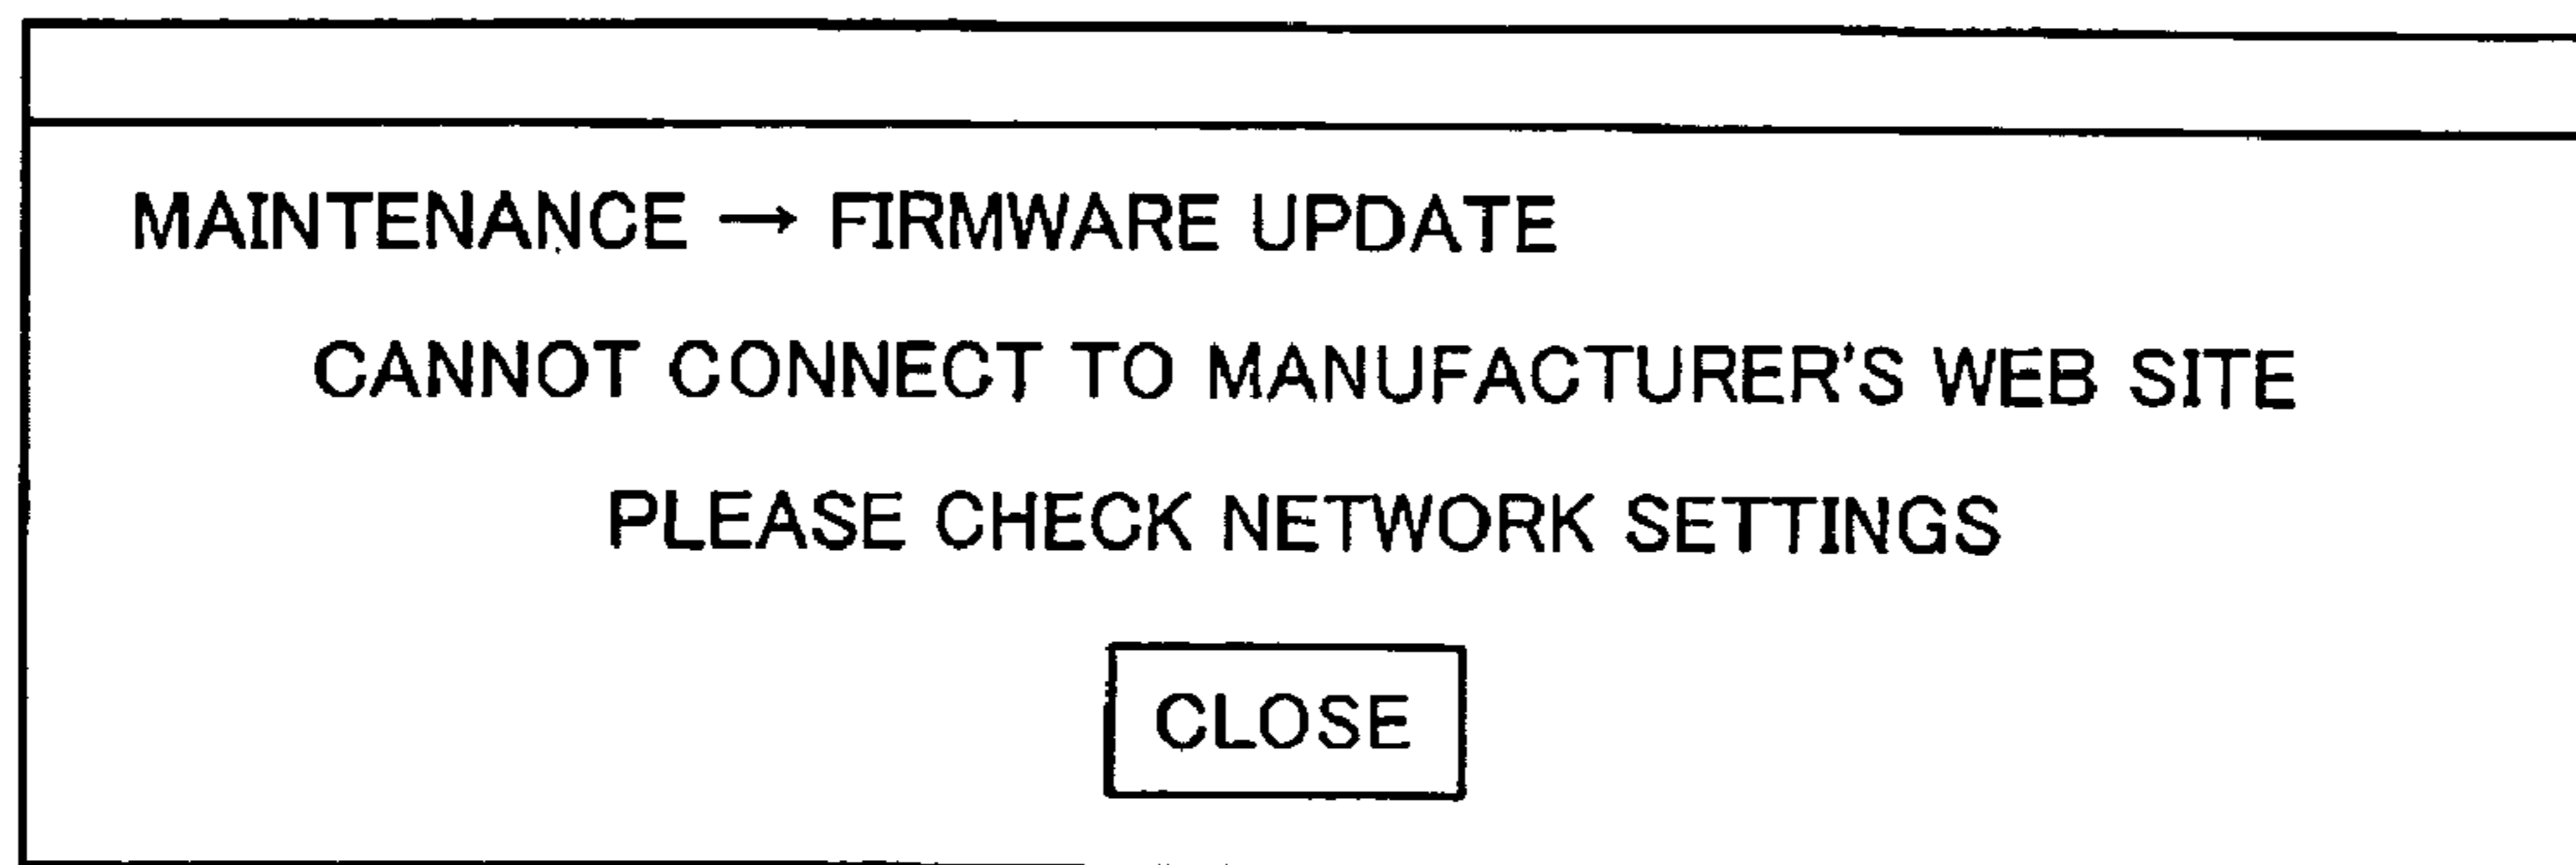 MAINTENANCE → FIRMWARE UPDATE
CANNOT CONNECT TO MANUFACTURER'S WEB SITE
PLEASE CHECK NETWORK SETTINGS
CLOSE